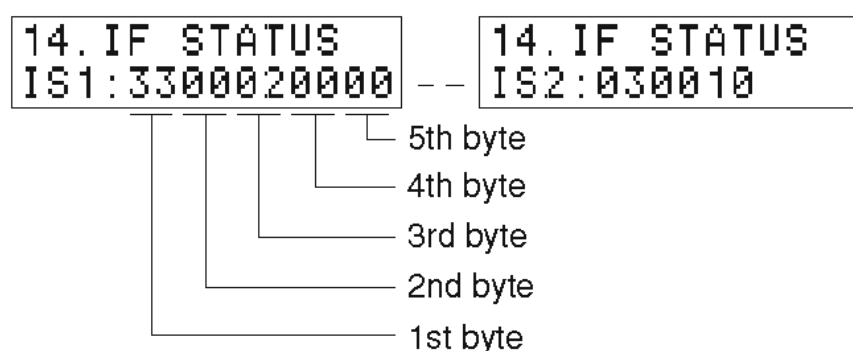 14.IF STATUS
IS1:3300020000
14.IF STATUS
IS2:030010
5th byte
4th byte
3rd byte
2nd byte
1st byte